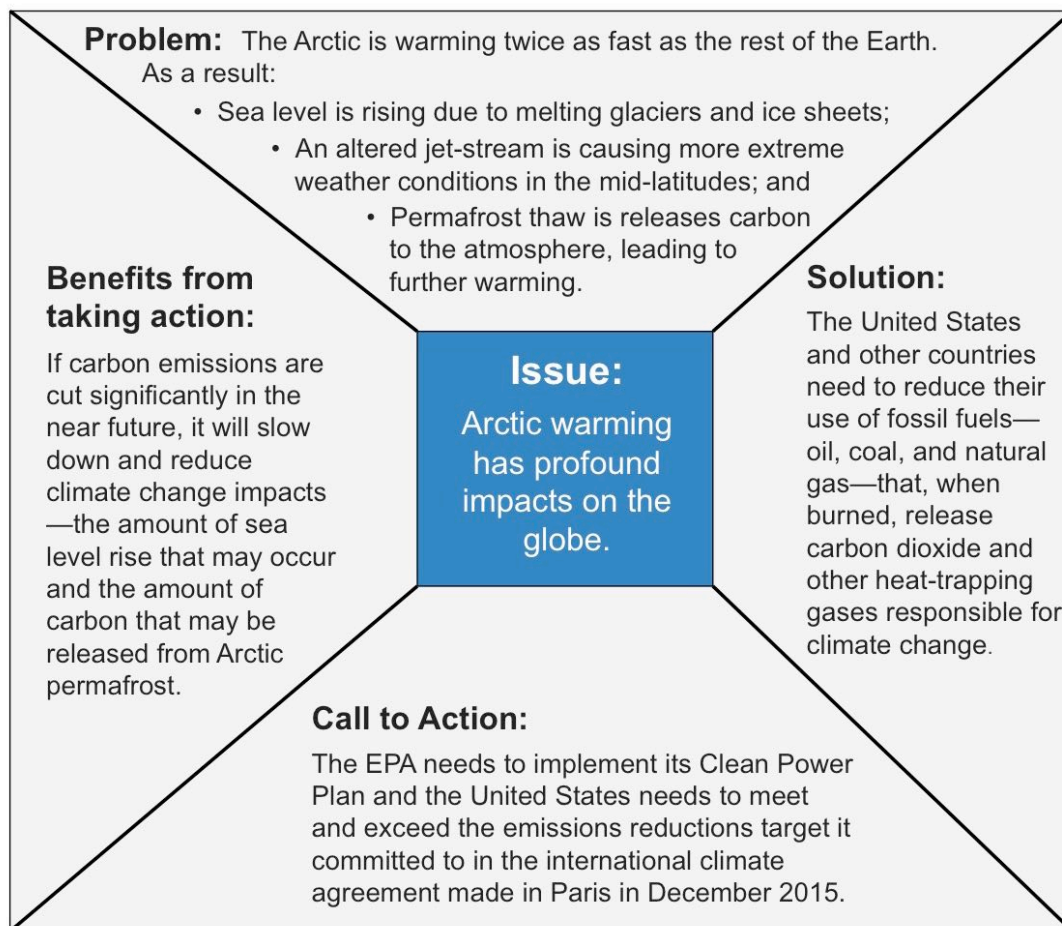 Problem: The Arctic is warming twice as fast as the rest of the Earth.
As a result:
• Sea level is rising due to melting glaciers and ice sheets;
• An altered jet-stream is causing more extreme
weather conditions in the mid-latitudes; and
• Permafrost thaw is releases carbon
to the atmosphere, leading to
further warming.
Benefits from
taking action:
If carbon emissions are
cut significantly in the
near future, it will slow
down and reduce
climate change impacts
—the amount of sea
level rise that may occur
and the amount of
carbon that may be
released from Arctic
permafrost.
Issue:
Arctic warming
has profound
impacts on the
globe.
Solution:
The United States
and other countries
need to reduce their
use of fossil fuels—
oil, coal, and natural
gas—that, when
burned, release
carbon dioxide and
other heat-trapping
gases responsible for
climate change.
Call to Action:
The EPA needs to implement its Clean Power
Plan and the United States needs to meet
and exceed the emissions reductions target it
committed to in the international climate
agreement made in Paris in December 2015.